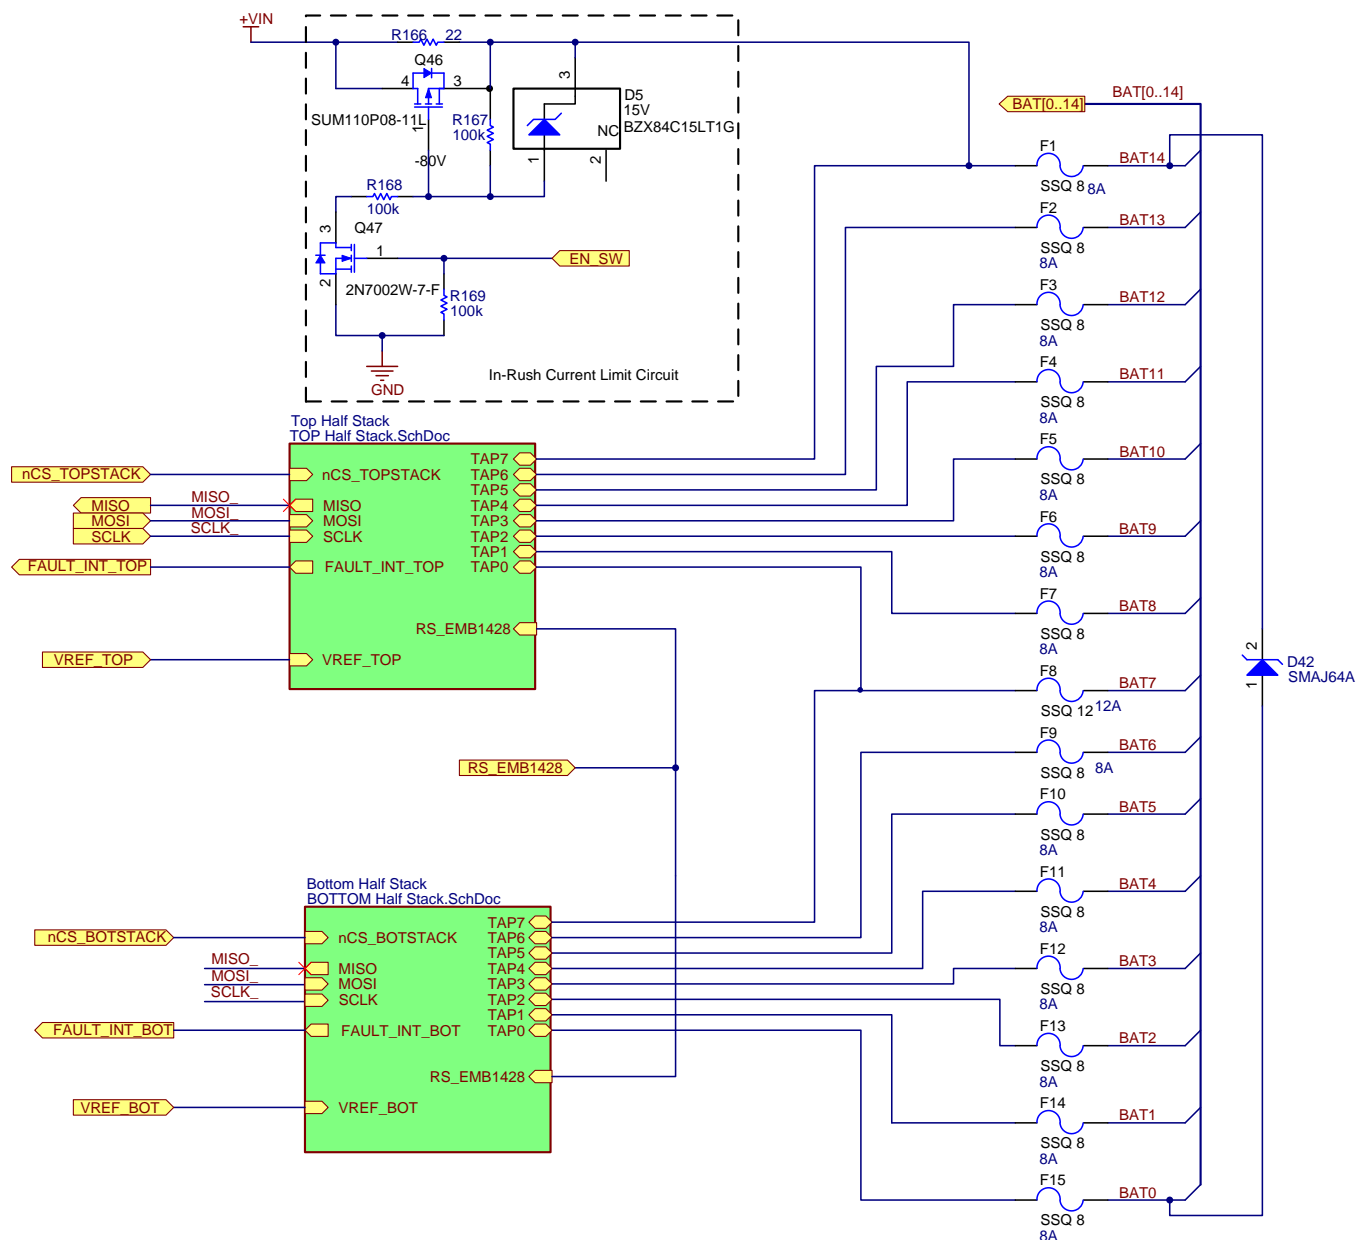 +VIN
R166 22
Q46
4 3
1
SUM110P08-11L
-80V
R167
100k
3
D5
15V
BZX84C15LT1G
NC
1
2
R168
100k
3
Q47
1
2
2N7002W-7-F
EN_SW
R169
100k
GND
In-Rush Current Limit Circuit
BAT[0..14]
BAT[0..14]
F1
BAT14
SSQ 8
8A
F2
BAT13
SSQ 8
8A
F3
BAT12
SSQ 8
8A
F4
BAT11
SSQ 8
8A
F5
BAT10
SSQ 8
8A
F6
BAT9
SSQ 8
8A
F7
BAT8
SSQ 8
8A
F8
BAT7
SSQ 12
12A
F9
BAT6
SSQ 8
8A
F10
BAT5
SSQ 8
8A
F11
BAT4
SSQ 8
8A
F12
BAT3
SSQ 8
8A
F13
BAT2
SSQ 8
8A
F14
BAT1
SSQ 8
8A
F15
BAT0
SSQ 8
8A
2
D42
SMAJ64A
1
Top Half Stack
TOP Half Stack.SchDoc
nCS_TOPSTACK
MISO
MOSI
SCLK
MISO_
MOSI_
SCLK_
FAULT_INT_TOP
VREF_TOP
nCS_TOPSTACK
MISO
MOSI
SCLK
FAULT_INT_TOP
VREF_TOP
TAP7
TAP6
TAP5
TAP4
TAP3
TAP2
TAP1
TAP0
RS_EMB1428
RS_EMB1428
Bottom Half Stack
BOTTOM Half Stack.SchDoc
nCS_BOTSTACK
MISO_
MOSI_
SCLK_
FAULT_INT_BOT
VREF_BOT
nCS_BOTSTACK
MISO
MOSI
SCLK
FAULT_INT_BOT
VREF_BOT
TAP7
TAP6
TAP5
TAP4
TAP3
TAP2
TAP1
TAP0
RS_EMB1428